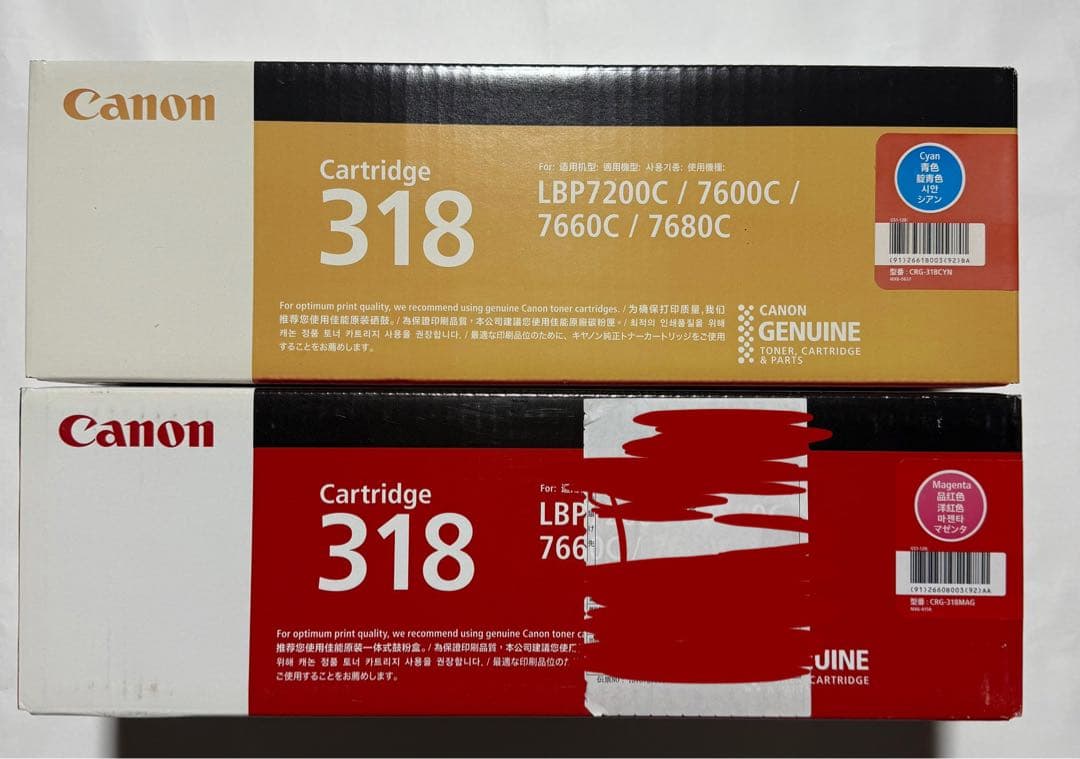 Canon
Cartridge
318
For: 适用机型: 適用機型: 사용기종: 使用機種:
LBP7200C / 7600C /
7660C / 7680C
Cyan
青色
靛青色
시안
シアン
(91)2661B003(92)BA
型番 : CRG-318CYN
For optimum print quality, we recommend using genuine Canon toner cartridges. / 为确保打印质量,我们
推荐您使用佳能原装硒鼓。/ 為保證印刷品質，本公司建議您使用佳能原廠碳粉匣。/ 최적의 인쇄품질을 위해
캐논 정품 토너 카트리지 사용을 권장합니다. / 最適な印刷品位のために、キヤノン純正トナーカートリッジをご使用
することをお薦めします。
CANON
GENUINE
TONER, CARTRIDGE
& PARTS
Canon
Cartridge
318
For:
LBP
7660C /
Magenta
品紅色
洋紅色
마젠타
マゼンタ
(91)2660B003(92)AA
型番 : CRG-318MAG
For optimum print quality, we recommend using genuine Canon toner ca
推荐您使用佳能原装一体式鼓粉盒。/ 為保證印刷品質，本公司建議您使
위해 캐논 정품 토너 카트리지 사용을 권장합니다. / 最適な印刷品位の
ご使用することをお薦めします。
UINE
CARTRIDGE